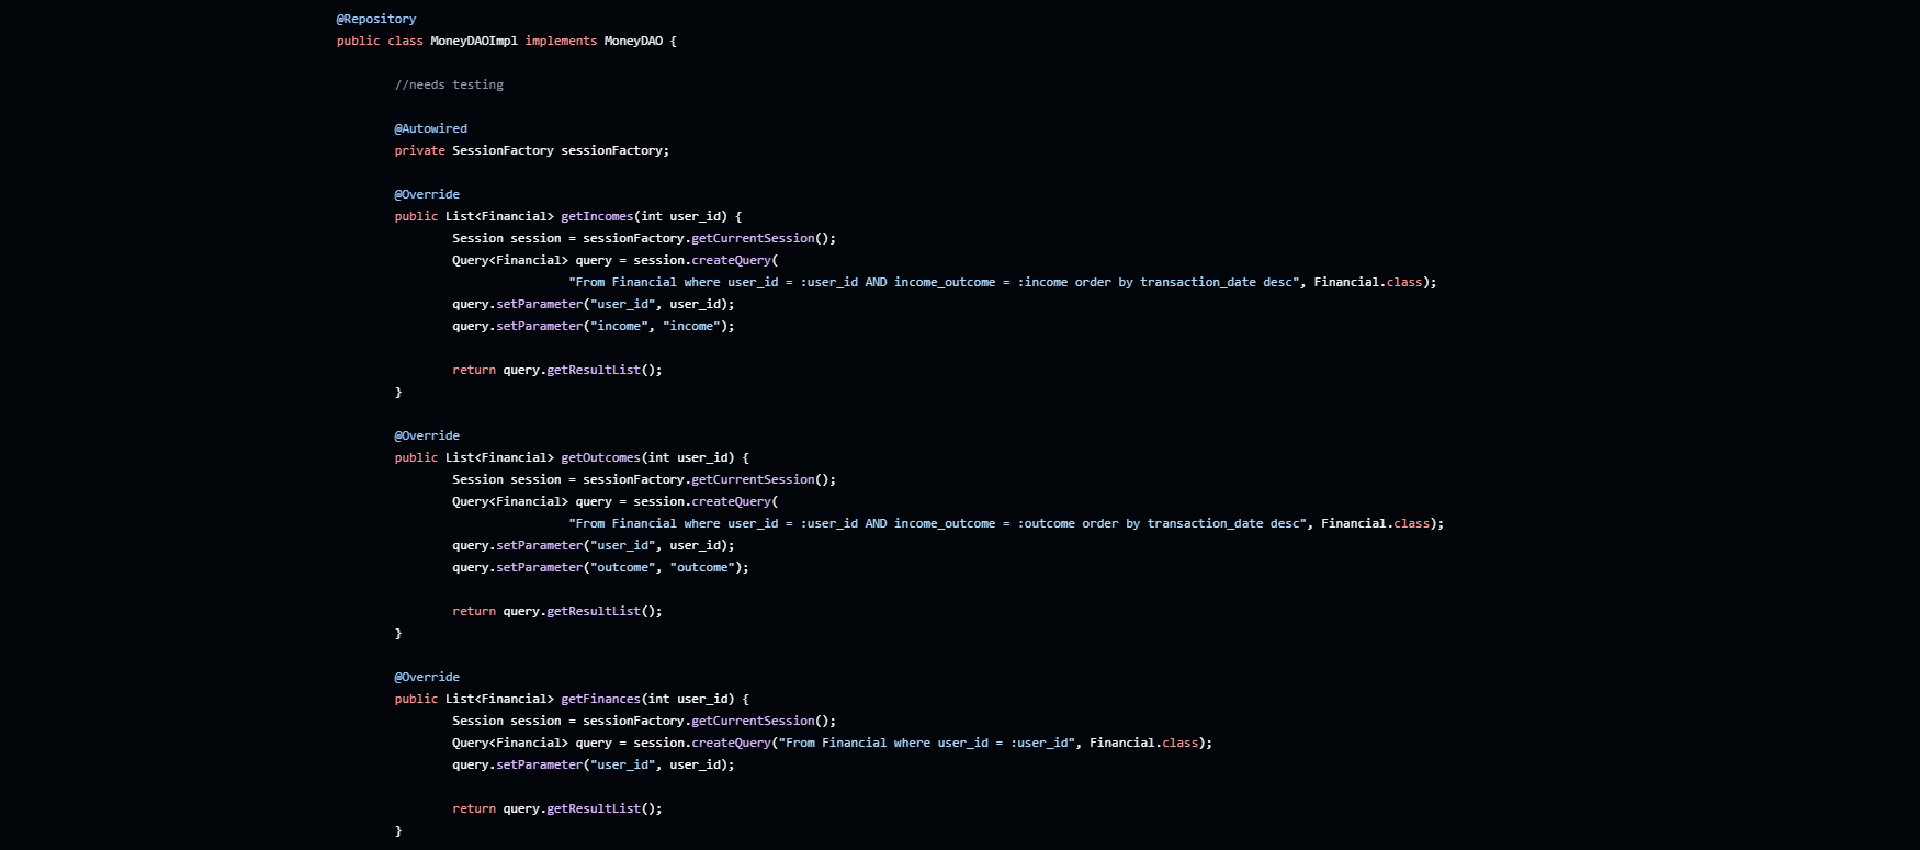 @Repository
public class MoneyDAOImpl implements MoneyDAO {
//needs testing
@Autowired
private SessionFactory sessionFactory;
@Override
public List<Financial> getIncomes(int user_id) {
Session session = sessionFactory.getCurrentSession();
Query<Financial> query = session.createQuery(
"From Financial where user_id = :user_id AND income_outcome = :income order by transaction_date desc", Financial.class);
query.setParameter("user_id", user_id);
query.setParameter("income", "income");
return query.getResultList();
}
@Override
public List<Financial> getOutcomes(int user_id) {
Session session = sessionFactory.getCurrentSession();
Query<Financial> query = session.createQuery(
"From Financial where user_id = :user_id AND income_outcome = :outcome order by transaction_date desc", Financial.class);
query.setParameter("user_id", user_id);
query.setParameter("outcome", "outcome");
return query.getResultList();
}
@Override
public List<Financial> getFinances(int user_id) {
Session session = sessionFactory.getCurrentSession();
Query<Financial> query = session.createQuery("From Financial where user_id = :user_id", Financial.class);
query.setParameter("user_id", user_id);
return query.getResultList();
}